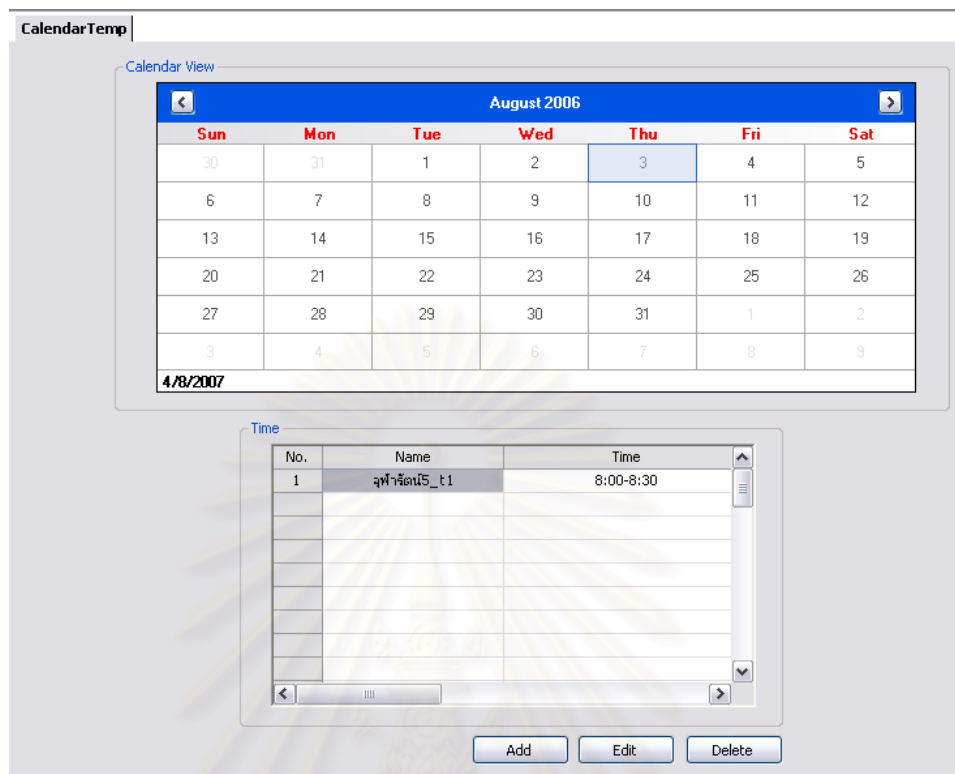 CalendarTemp
Calendar View
August 2006
Sun Mon Tue Wed Thu Fri Sat
30 31 1 2 3 4 5
6 7 8 9 10 11 12
13 14 15 16 17 18 19
20 21 22 23 24 25 26
27 28 29 30 31 1 2
3 4 5 6 7 8 9
4/8/2007
Time
No. Name Time
1 จุฬารัตน์5_t1 8:00-8:30
Add Edit Delete